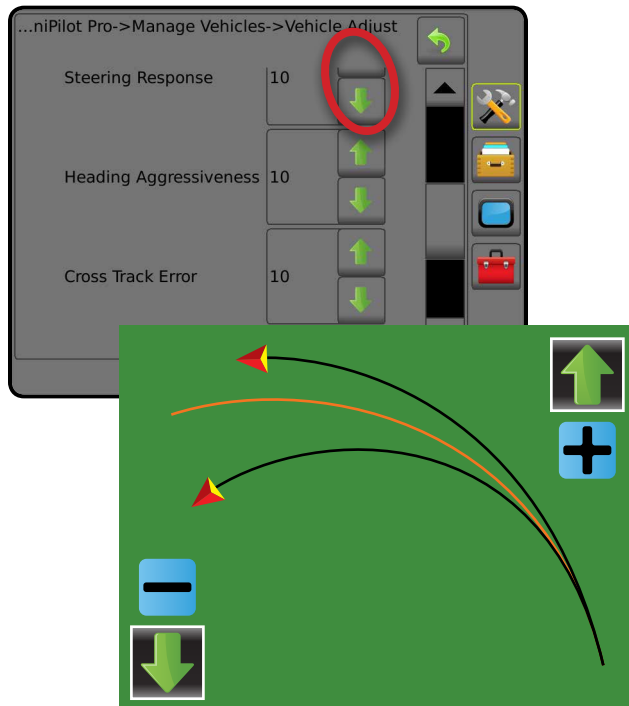 ...niPilot Pro->Manage Vehicles->Vehicle Adjust
Steering Response 10
Heading Aggressiveness 10
Cross Track Error 10